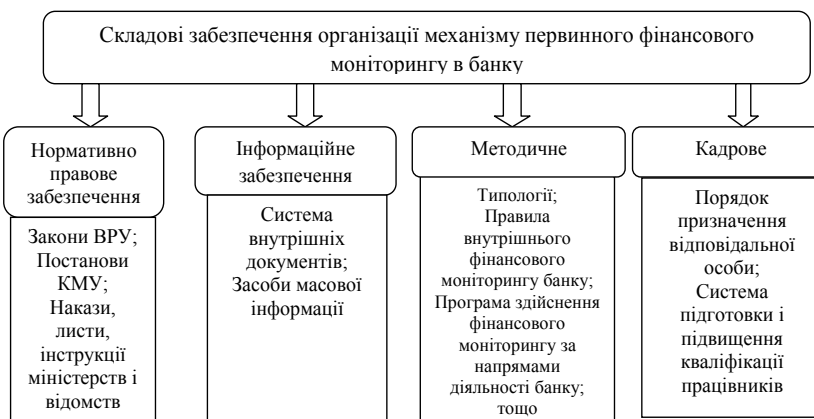 Складові забезпечення організації механізму первинного фінансового
моніторингу в банку
Нормативно
правове
забезпечення
Закони ВРУ;
Постанови
КМУ;
Накази,
листи,
інструкції
міністерств і
відомств
Інформаційне
забезпечення
Система
внутрішніх
документів;
Засоби масової
інформації
Методичне
Типології;
Правила
внутрішнього
фінансового
моніторингу банку;
Програма здійснення
фінансового
моніторингу за
напрямами
діяльності банку;
тощо
Кадрове
Порядок
призначення
відповідальної
особи;
Система
підготовки і
підвищення
кваліфікації
працівників